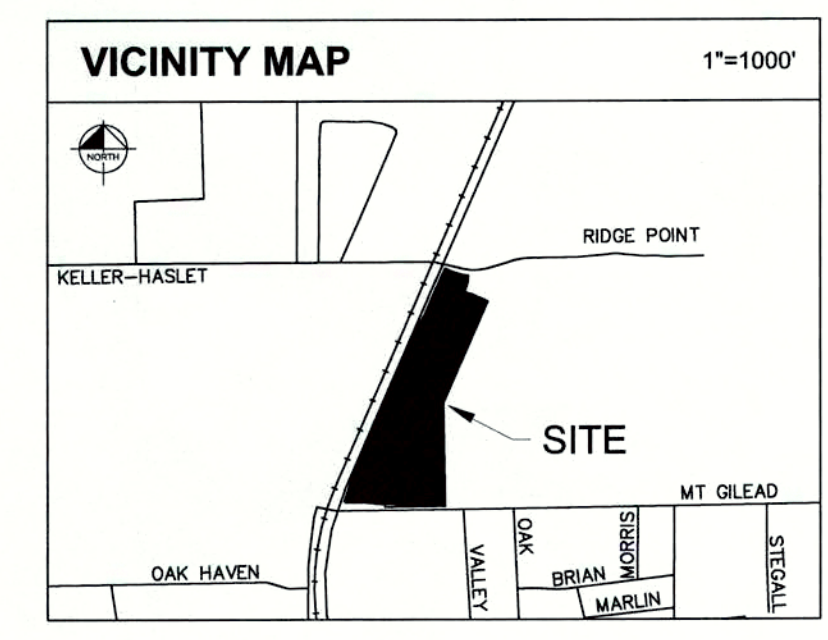 VICINITY MAP
1"=1000'
NORTH
RIDGE POINT
KELLER-HASLET
SITE
MT GILEAD
OAK HAVEN
VALLEY
OAK
BRIAN
MORRIS
MARLIN
STEGALL